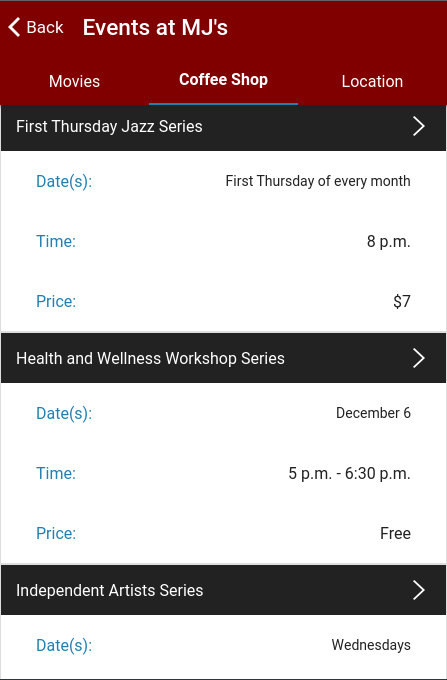 Back Events at MJ's
Movies Coffee Shop Location
First Thursday Jazz Series
Date(s): First Thursday of every month
Time: 8 p.m.
Price: $7
Health and Wellness Workshop Series
Date(s): December 6
Time: 5 p.m. - 6:30 p.m.
Price: Free
Independent Artists Series
Date(s): Wednesdays